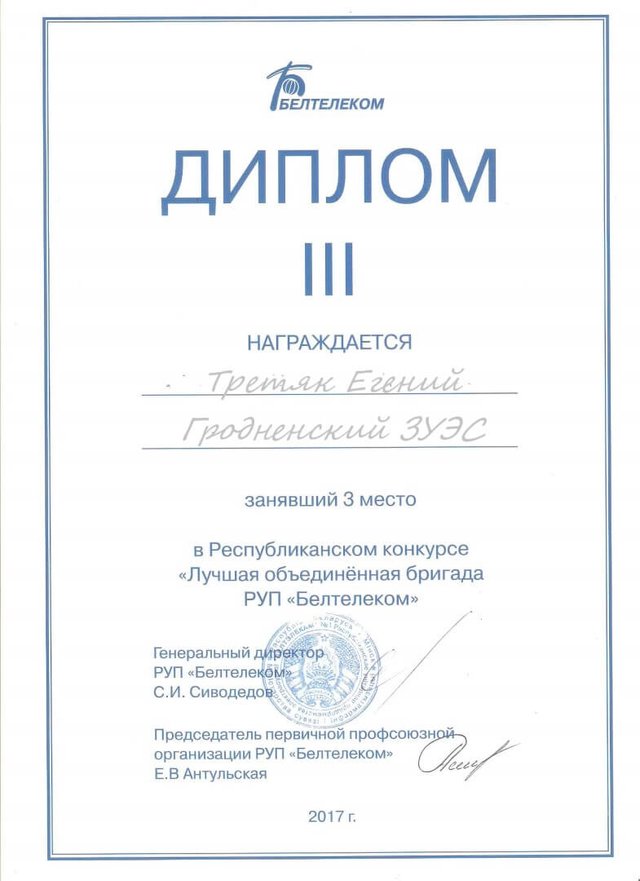 БЕЛТЕЛЕКОМ
ДИПЛОМ
III
НАГРАЖДАЕТСЯ
Третяк Егений
Гродненский ЗУЭС
занявший 3 место
в Республиканском конкурсе
«Лучшая объединённая бригада
РУП «Белтелеком»
Генеральный директор
РУП «Белтелеком»
С.И. Сиводедов
Председатель первичной профсоюзной
организации РУП «Белтелеком»
Е.В Антульская
2017 г.